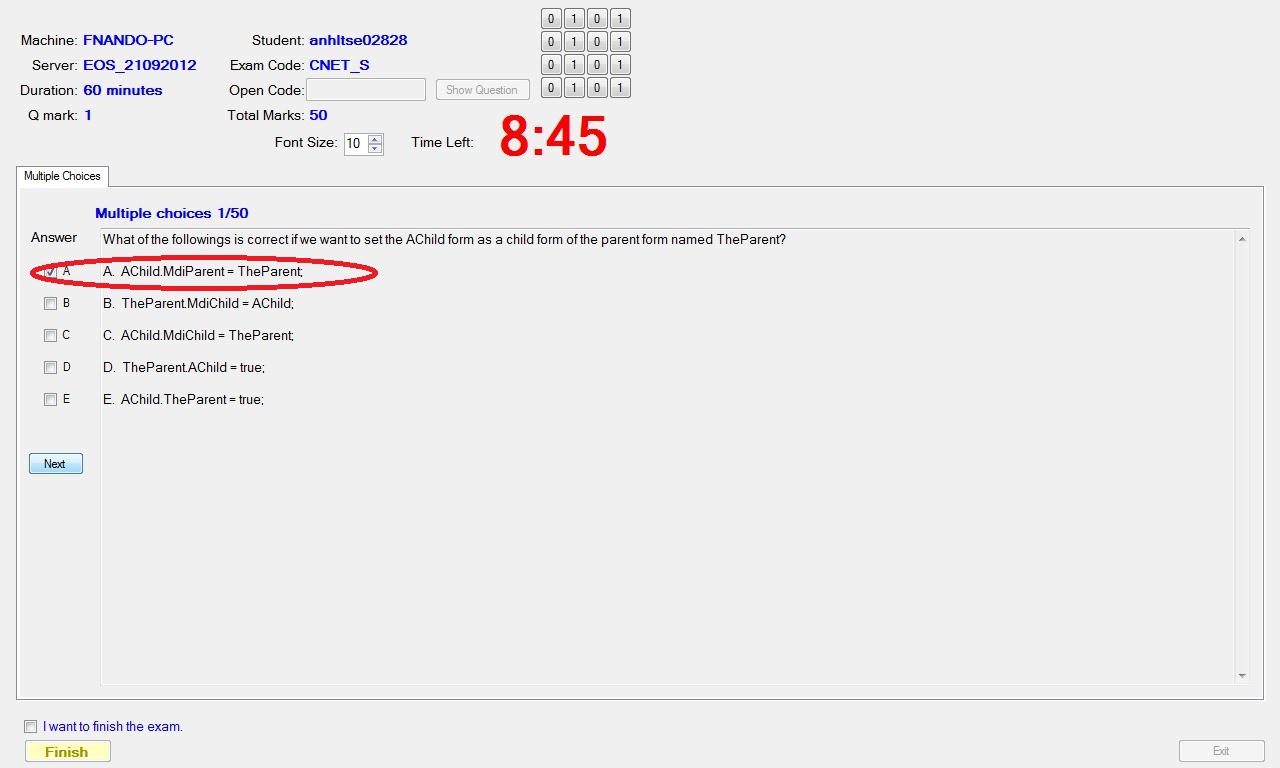 Machine: FNANDO-PC Student: anhltse02828
Server: EOS_21092012 Exam Code: CNET_S
Duration: 60 minutes Open Code: Show Question
Q mark: 1 Total Marks: 50
0 1 0 1
0 1 0 1
0 1 0 1
0 1 0 1
Font Size: 10 Time Left: 8:45
Multiple Choices
Multiple choices 1/50
Answer
What of the followings is correct if we want to set the AChild form as a child form of the parent form named TheParent?
A A. AChild.MdiParent = TheParent;
B B. TheParent.MdiChild = AChild;
C C. AChild.MdiChild = TheParent;
D D. TheParent.AChild = true;
E E. AChild.TheParent = true;
Next
I want to finish the exam.
Finish Exit